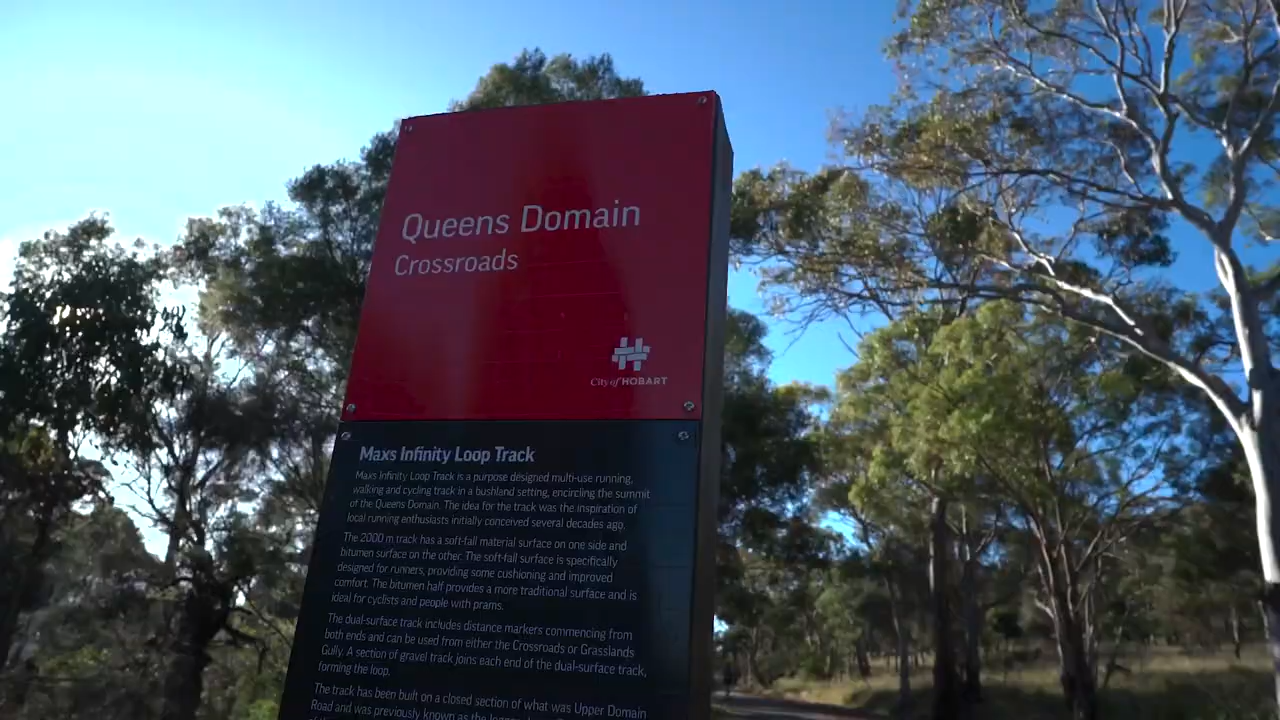 Queens Domain
Crossroads
City of HOBART
Maxs Infinity Loop Track
Maxs Infinity Loop Track is a purpose designed multi-use running,
walking and cycling track in a bushland setting, encircling the summit
of the Queens Domain. The idea for the track was the inspiration of
local running enthusiasts initially conceived several decades ago.
The 2000 m track has a soft-fall material surface on one side and
bitumen surface on the other. The soft-fall surface is specifically
designed for runners, providing some cushioning and improved
comfort. The bitumen half provides a more traditional surface and is
ideal for cyclists and people with prams.
The dual-surface track includes distance markers commencing from
both ends and can be used from either the Crossroads or Grasslands
Gully. A section of gravel track joins each end of the dual-surface track,
forming the loop.
The track has been built on a closed section of what was Upper Domain
Road and was previously known as the